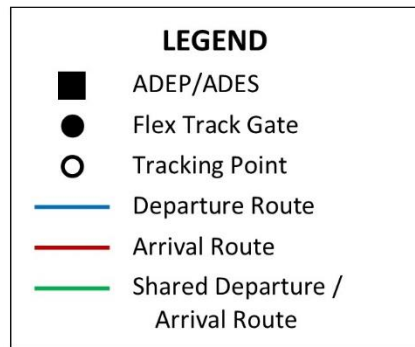 LEGEND
ADEP/ADES
Flex Track Gate
Tracking Point
Departure Route
Arrival Route
Shared Departure /
Arrival Route